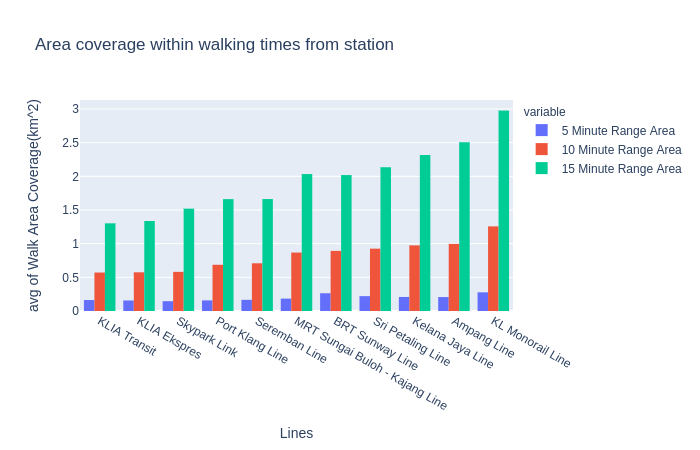 Area coverage within walking times from station
avg of Walk Area Coverage(km^2)
3
2.5
2
1.5
1
0.5
0
KLIA Transit
KLIA Ekspres
Skypark Link
Port Klang Line
Seremban Line
MRT Sungai Buloh - Kajang Line
BRT Sunway Line
Sri Petaling Line
Kelana Jaya Line
Ampang Line
KL Monorail Line
Lines
variable
5 Minute Range Area
10 Minute Range Area
15 Minute Range Area